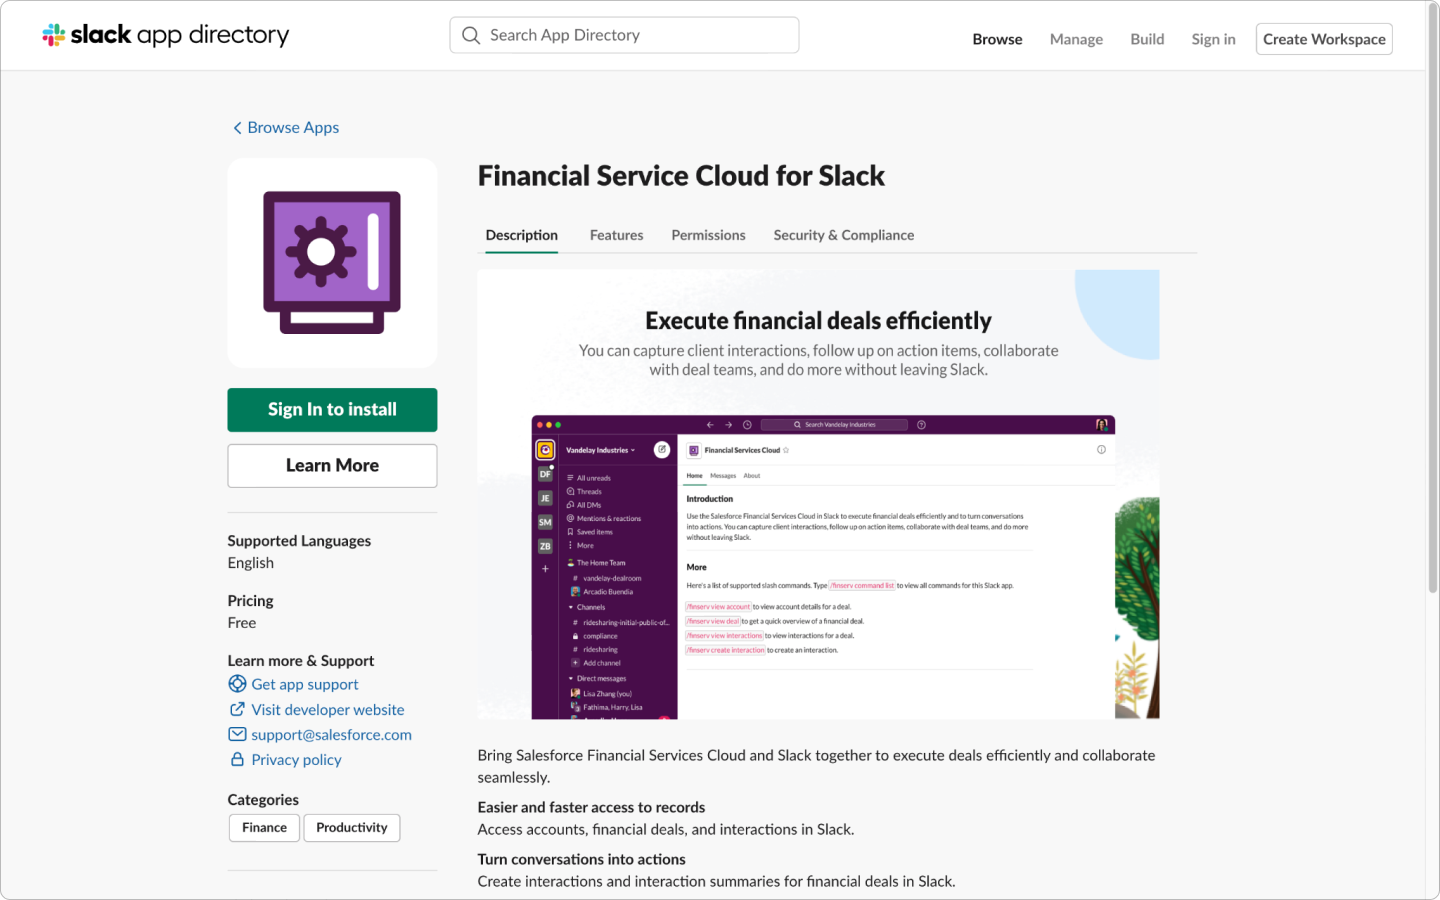 slack app directory
Search App Directory
Browse
Manage
Build
Sign in
Create Workspace
Browse Apps
Financial Service Cloud for Slack
Description
Features
Permissions
Security & Compliance
Sign In to install
Learn More
Supported Languages
English
Pricing
Free
Learn more & Support
Get app support
Visit developer website
support@salesforce.com
Privacy policy
Categories
Finance
Productivity
Execute financial deals efficiently
You can capture client interactions, follow up on action items, collaborate
with deal teams, and do more without leaving Slack.
Search Vandelay Industries
DF
JE
SM
ZB
+
Vandelay Industries
All unreads
Threads
All DMs
Mentions & reactions
Saved items
More
The Home Team
# vandelay-dealroom
Arcadio Buendia
Channels
# ridesharing-initial-public-of...
compliance
# ridesharing
+ Add channel
Direct messages
Lisa Zhang (you)
Fathima, Harry, Lisa
Financial Services Cloud
Home
Messages
About
Introduction
Use the Salesforce Financial Services Cloud in Slack to execute financial deals efficiently and to turn conversations
into actions. You can capture client interactions, follow up on action items, collaborate with deal teams, and do more
without leaving Slack.
More
Here's a list of supported slash commands. Type /finserv command list to view all commands for this Slack app.
/finserv view account to view account details for a deal.
/finserv view deal to get a quick overview of a financial deal.
/finserv view interactions to view interactions for a deal.
/finserv create interaction to create an interaction.
Bring Salesforce Financial Services Cloud and Slack together to execute deals efficiently and collaborate
seamlessly.
Easier and faster access to records
Access accounts, financial deals, and interactions in Slack.
Turn conversations into actions
Create interactions and interaction summaries for financial deals in Slack.